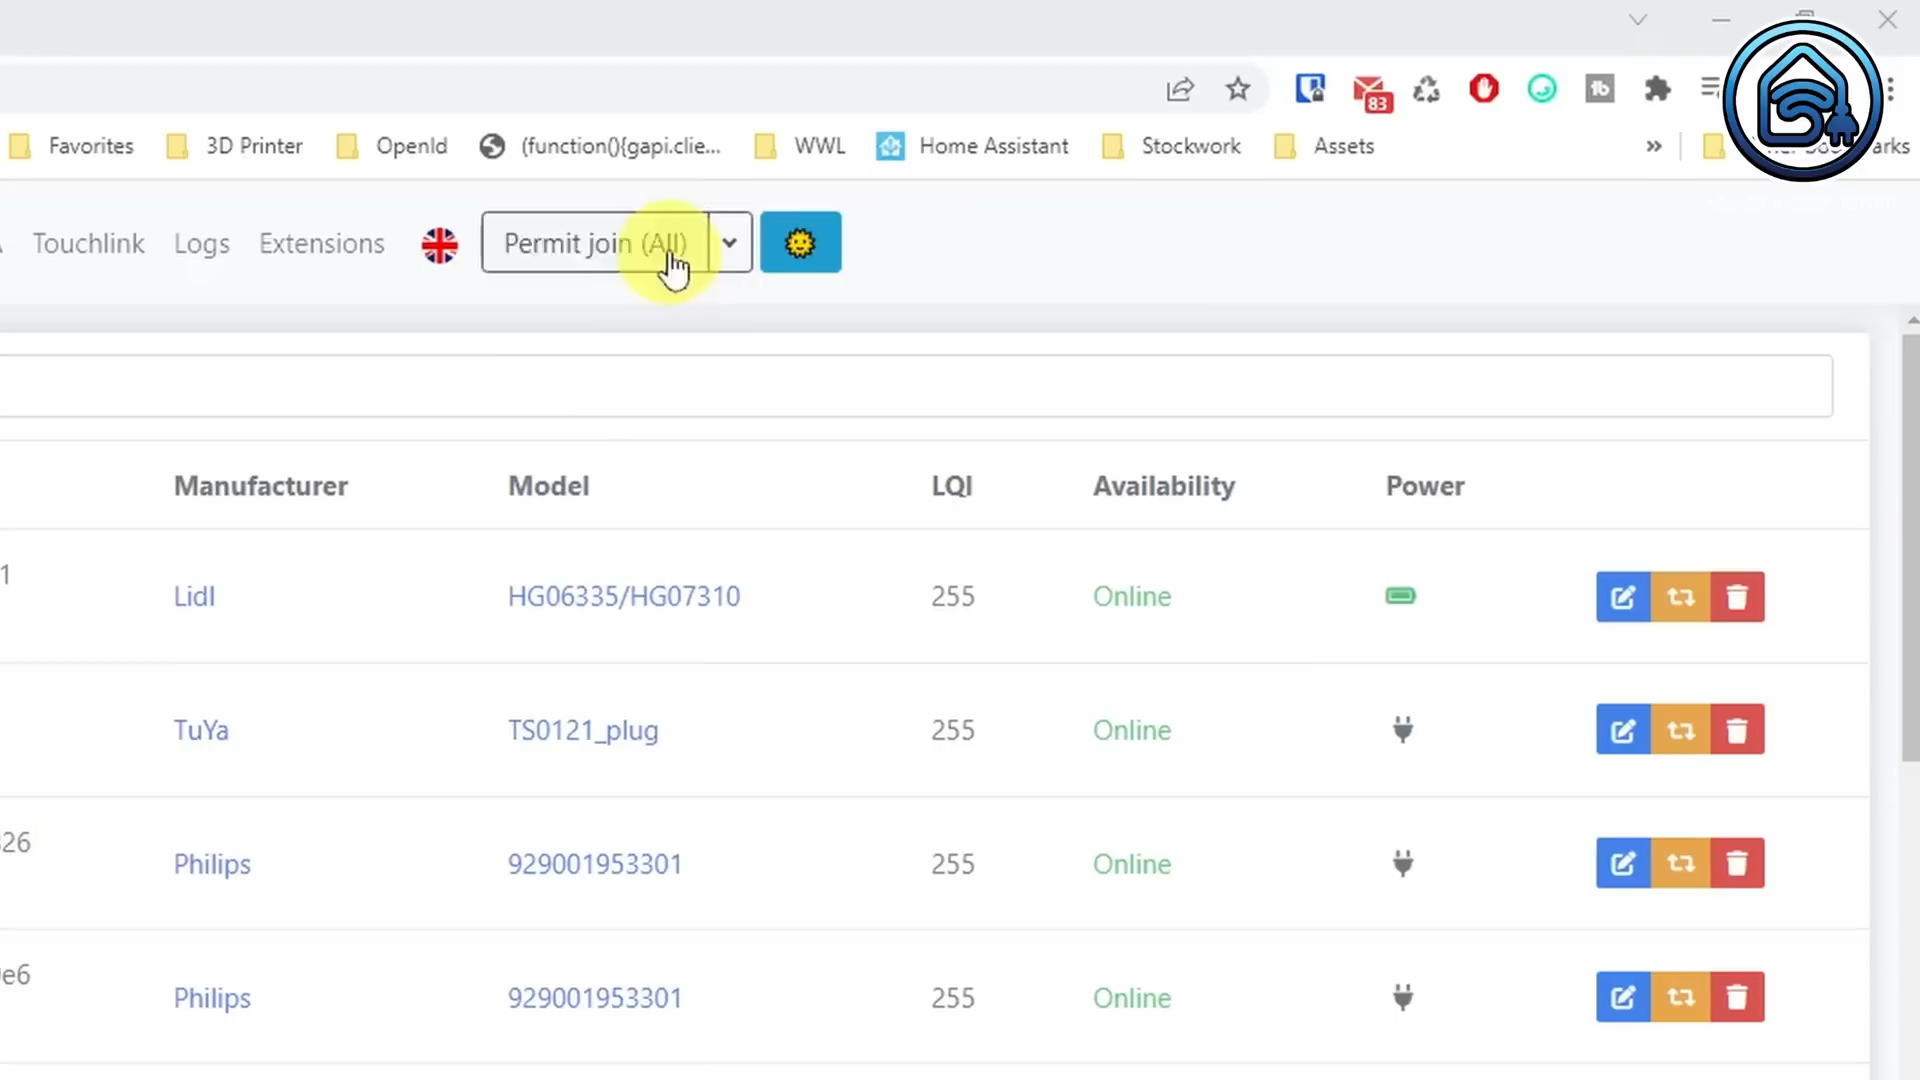 83
Favorites 3D Printer OpenId (function(){gapi.clie... WWL Home Assistant Stockwork Assets »
Touchlink Logs Extensions Permit join (All)
Manufacturer Model LQI Availability Power
1 Lidl HG06335/HG07310 255 Online
TuYa TS0121_plug 255 Online
26 Philips 929001953301 255 Online
e6 Philips 929001953301 255 Online